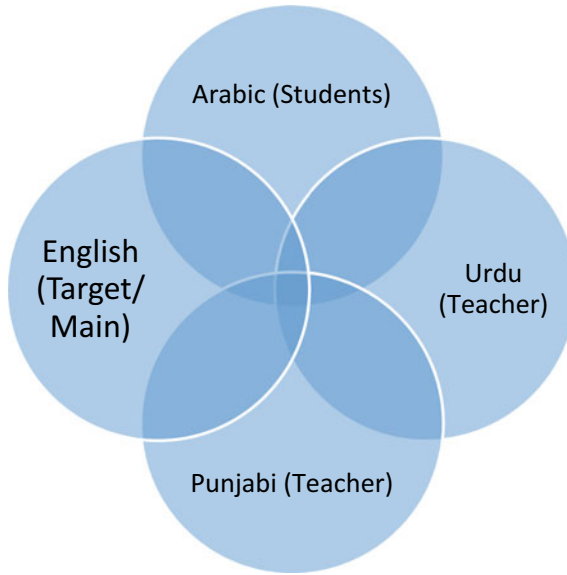 Arabic (Students)
English
(Target/
Main)
Urdu
(Teacher)
Punjabi (Teacher)